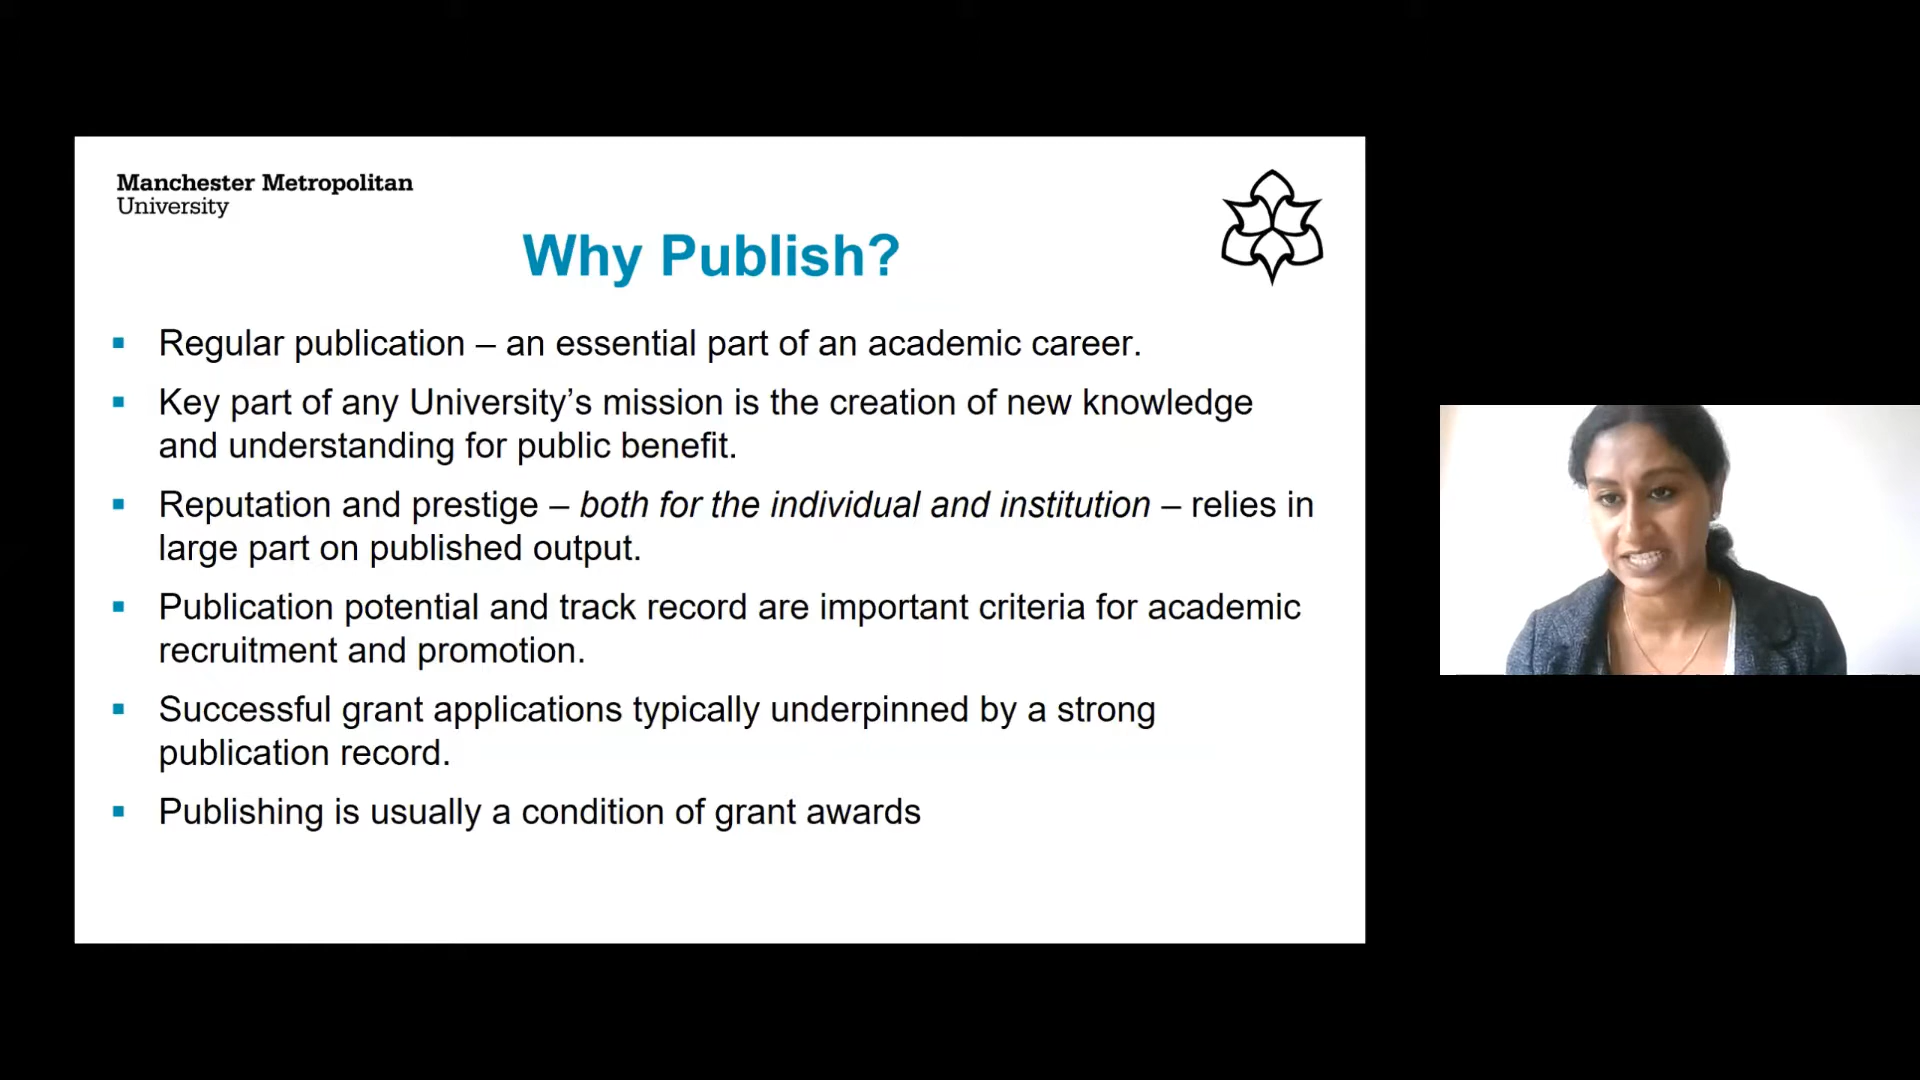 Manchester Metropolitan
University
Why Publish?
▪ Regular publication – an essential part of an academic career.
▪ Key part of any University’s mission is the creation of new knowledge
and understanding for public benefit.
▪ Reputation and prestige – both for the individual and institution – relies in
large part on published output.
▪ Publication potential and track record are important criteria for academic
recruitment and promotion.
▪ Successful grant applications typically underpinned by a strong
publication record.
▪ Publishing is usually a condition of grant awards